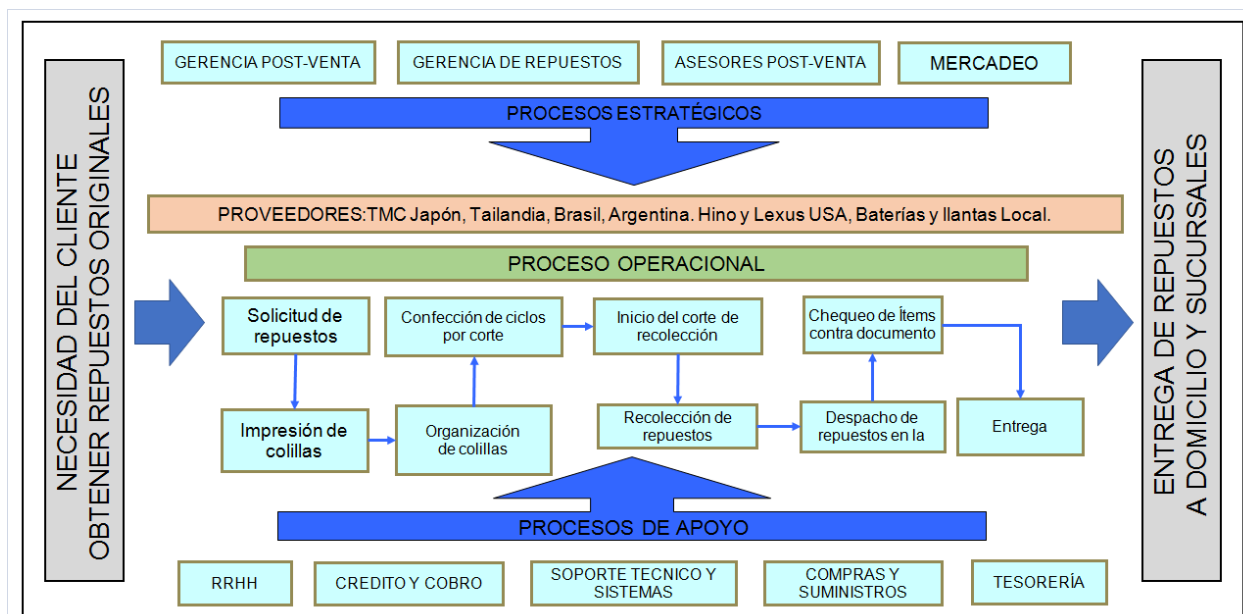 NECESIDAD DEL CLIENTE
OBTENER REPUESTOS ORIGINALES
GERENCIA POST-VENTA
GERENCIA DE REPUESTOS
ASESORES POST-VENTA
MERCADEO
PROCESOS ESTRATÉGICOS
PROVEEDORES:TMC Japón, Tailandia, Brasil, Argentina. Hino y Lexus USA, Baterías y llantas Local.
PROCESO OPERACIONAL
Solicitud de
repuestos
Impresión de
colillas
Organización
de colillas
Confección de ciclos
por corte
Inicio del corte de
recolección
Recolección de
repuestos
Despacho de
repuestos en la
Chequeo de Ítems
contra documento
Entrega
PROCESOS DE APOYO
RRHH
CREDITO Y COBRO
SOPORTE TECNICO Y
SISTEMAS
COMPRAS Y
SUMINISTROS
TESORERÍA
ENTREGA DE REPUESTOS
A DOMICILIO Y SUCURSALES